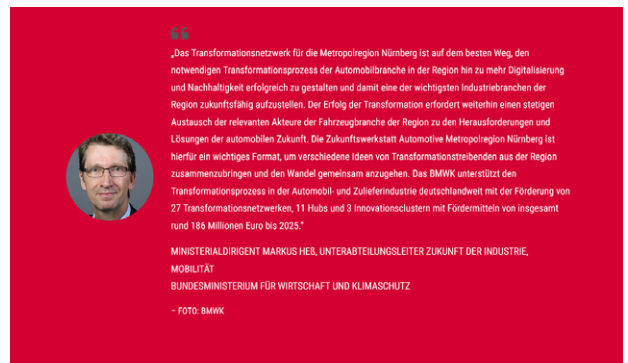 „Das Transformationsnetzwerk für die Metropolregion Nürnberg ist auf dem besten Weg, den
notwendigen Transformationsprozess der Automobilbranche in der Region hin zu mehr Digitalisierung
und Nachhaltigkeit erfolgreich zu gestalten und damit eine der wichtigsten Industriebranchen der
Region zukunftsfähig aufzustellen. Der Erfolg der Transformation erfordert weiterhin einen stetigen
Austausch der relevanten Akteure der Fahrzeugbranche der Region zu den Herausforderungen und
Lösungen der automobilen Zukunft. Die Zukunftswerkstatt Automotive Metropolregion Nürnberg ist
hierfür ein wichtiges Format, um verschiedene Ideen von Transformationstreibenden aus der Region
zusammenzubringen und den Wandel gemeinsam anzugehen. Das BMWK unterstützt den
Transformationsprozess in der Automobil- und Zulieferindustrie deutschlandweit mit der Förderung von
27 Transformationsnetzwerken, 11 Hubs und 3 Innovationsclustern mit Fördermitteln von insgesamt
rund 186 Millionen Euro bis 2025.“
MINISTERIALDIRIGENT MARKUS HEß, UNTERABTEILUNGSLEITER ZUKUNFT DER INDUSTRIE,
MOBILITÄT
BUNDESMINISTERIUM FÜR WIRTSCHAFT UND KLIMASCHUTZ
– FOTO: BMWK